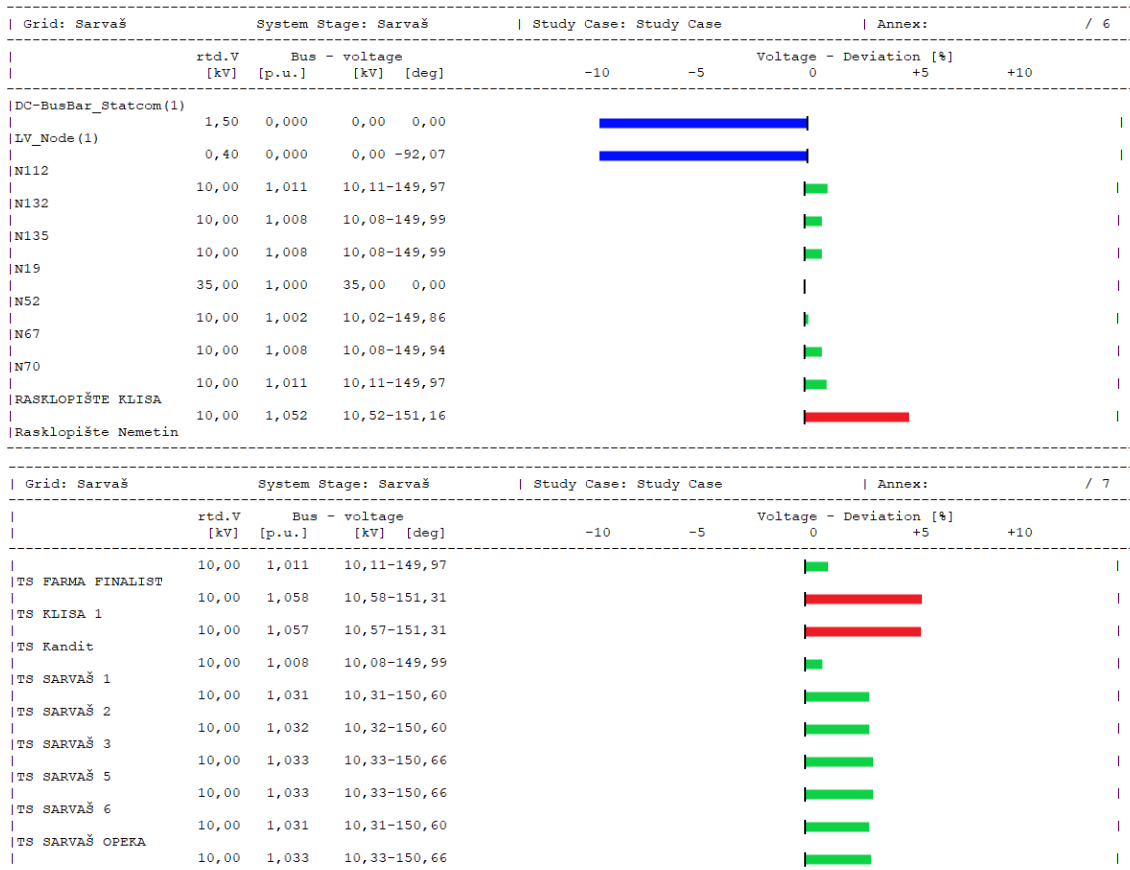 | Grid: Sarvaš System Stage: Sarvaš | Study Case: Study Case | Annex: / 6
| rtd.V Bus - voltage Voltage - Deviation [%]
| [kV] [p.u.] [kV] [deg] -10 -5 0 +5 +10
|DC-BusBar_Statcom(1)
| 1,50 0,000 0,00 0,00 |
|LV_Node(1)
| 0,40 0,000 0,00 -92,07 |
|N112
| 10,00 1,011 10,11-149,97 |
|N132
| 10,00 1,008 10,08-149,99 |
|N135
| 10,00 1,008 10,08-149,99 |
|N19
| 35,00 1,000 35,00 0,00 |
|N52
| 10,00 1,002 10,02-149,86 |
|N67
| 10,00 1,008 10,08-149,94 |
|N70
| 10,00 1,011 10,11-149,97 |
|RASKLOPIŠTE KLISA
| 10,00 1,052 10,52-151,16 |
|Rasklopište Nemetin
| Grid: Sarvaš System Stage: Sarvaš | Study Case: Study Case | Annex: / 7
| rtd.V Bus - voltage Voltage - Deviation [%]
| [kV] [p.u.] [kV] [deg] -10 -5 0 +5 +10
| 10,00 1,011 10,11-149,97 |
|TS FARMA FINALIST
| 10,00 1,058 10,58-151,31 |
|TS KLISA 1
| 10,00 1,057 10,57-151,31 |
|TS Kandit
| 10,00 1,008 10,08-149,99 |
|TS SARVAŠ 1
| 10,00 1,031 10,31-150,60 |
|TS SARVAŠ 2
| 10,00 1,032 10,32-150,60 |
|TS SARVAŠ 3
| 10,00 1,033 10,33-150,66 |
|TS SARVAŠ 5
| 10,00 1,033 10,33-150,66 |
|TS SARVAŠ 6
| 10,00 1,031 10,31-150,60 |
|TS SARVAŠ OPEKA
| 10,00 1,033 10,33-150,66 |